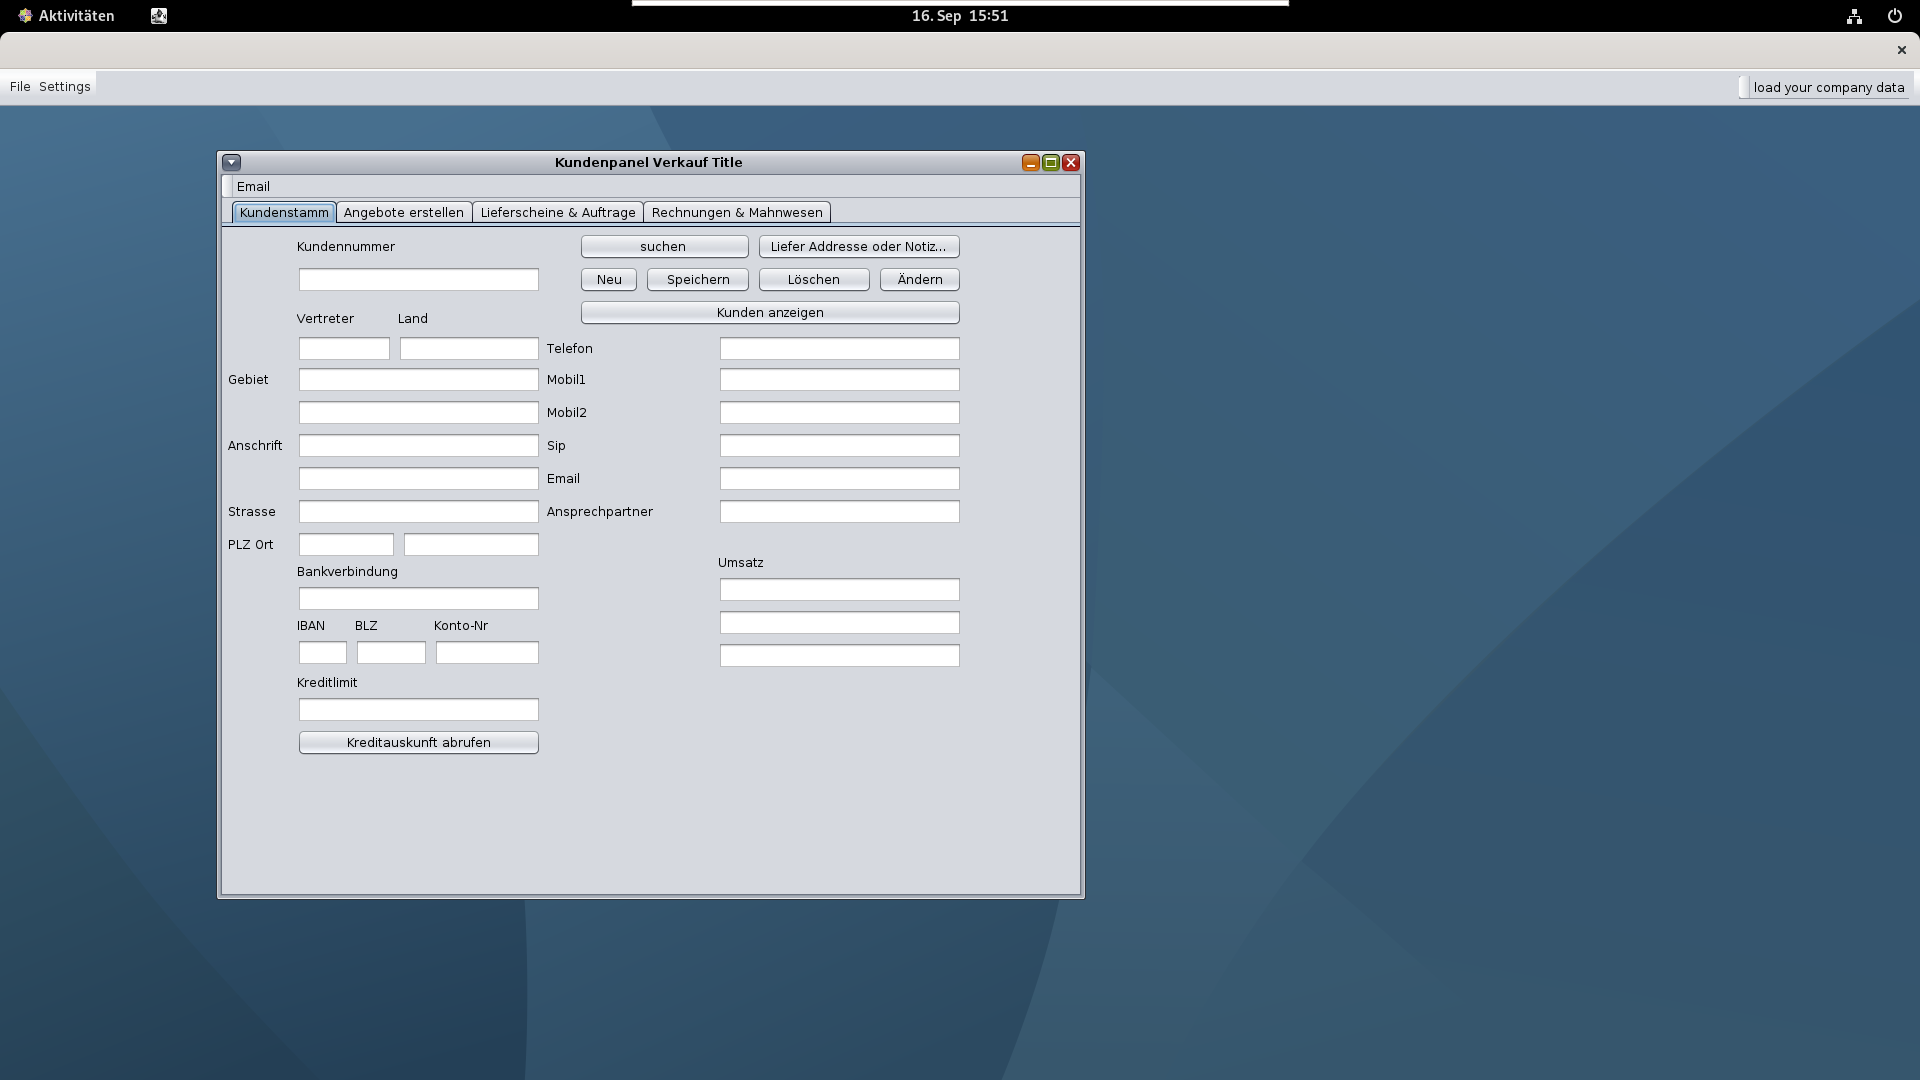 Aktivitäten
16. Sep 15:51
File Settings
load your company data
Kundenpanel Verkauf Title
Email
Kundenstamm Angebote erstellen Lieferscheine & Auftrage Rechnungen & Mahnwesen
Kundennummer suchen Liefer Addresse oder Notiz...
Neu Speichern Löschen Ändern
Vertreter Land Kunden anzeigen
Telefon
Gebiet Mobil1
Mobil2
Anschrift Sip
Email
Strasse Ansprechpartner
PLZ Ort
Umsatz
Bankverbindung
IBAN BLZ Konto-Nr
Kreditlimit
Kreditauskunft abrufen